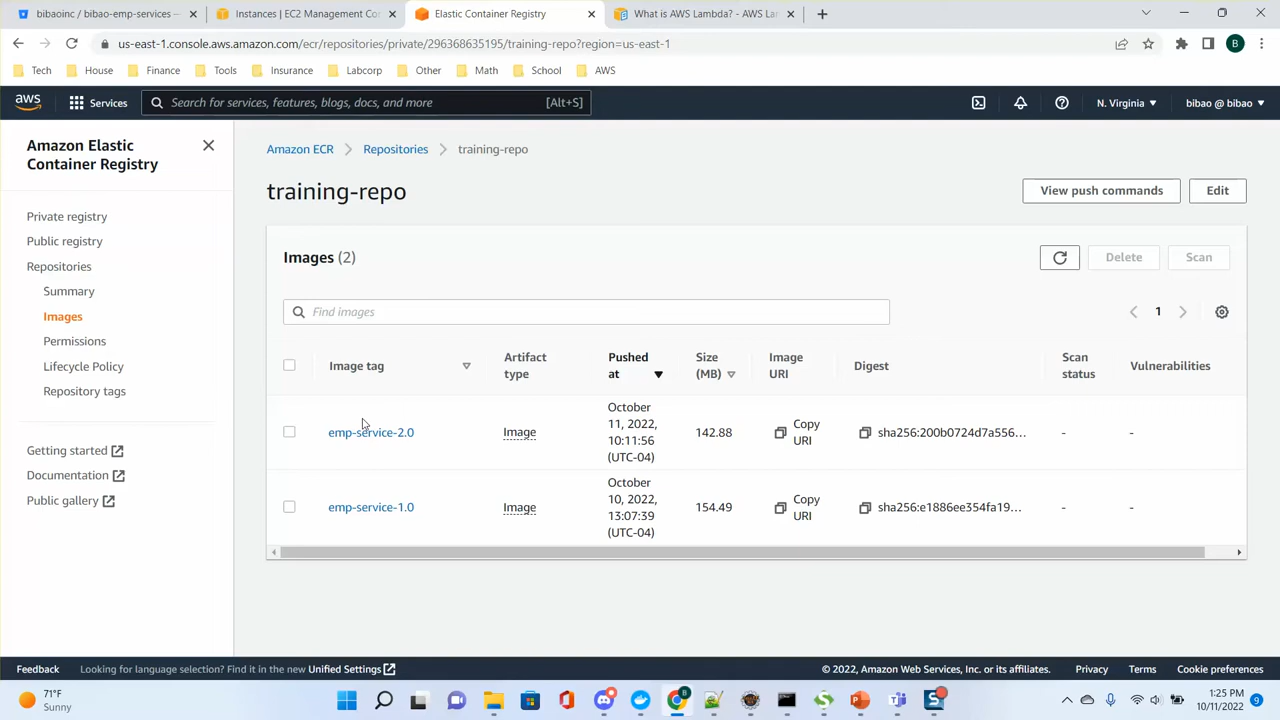 bibaoinc / bibao-emp-services —
Instances | EC2 Management Co
Elastic Container Registry
What is AWS Lambda? - AWS La
us-east-1.console.aws.amazon.com/ecr/repositories/private/296368635195/training-repo?region=us-east-1
B
Tech
House
Finance
Tools
Insurance
Labcorp
Other
Math
School
AWS
aws
Services
Search for services, features, blogs, docs, and more
[Alt+S]
N. Virginia
bibao @ bibao
Amazon Elastic
Container Registry
Private registry
Public registry
Repositories
Summary
Images
Permissions
Lifecycle Policy
Repository tags
Getting started
Documentation
Public gallery
Amazon ECR
Repositories
training-repo
training-repo
View push commands
Edit
Images (2)
Delete
Scan
Find images
1
Image tag
Artifact
type
Pushed
at
Size
(MB)
Image
URI
Digest
Scan
status
Vulnerabilities
emp-service-2.0
Image
October
11, 2022,
10:11:56
(UTC-04)
142.88
Copy
URI
sha256:200b0724d7a556...
-
-
emp-service-1.0
Image
October
10, 2022,
13:07:39
(UTC-04)
154.49
Copy
URI
sha256:e1886ee354fa19...
-
-
Feedback
Looking for language selection? Find it in the new Unified Settings
© 2022, Amazon Web Services, Inc. or its affiliates.
Privacy
Terms
Cookie preferences
71°F
Sunny
1:25 PM
10/11/2022
9